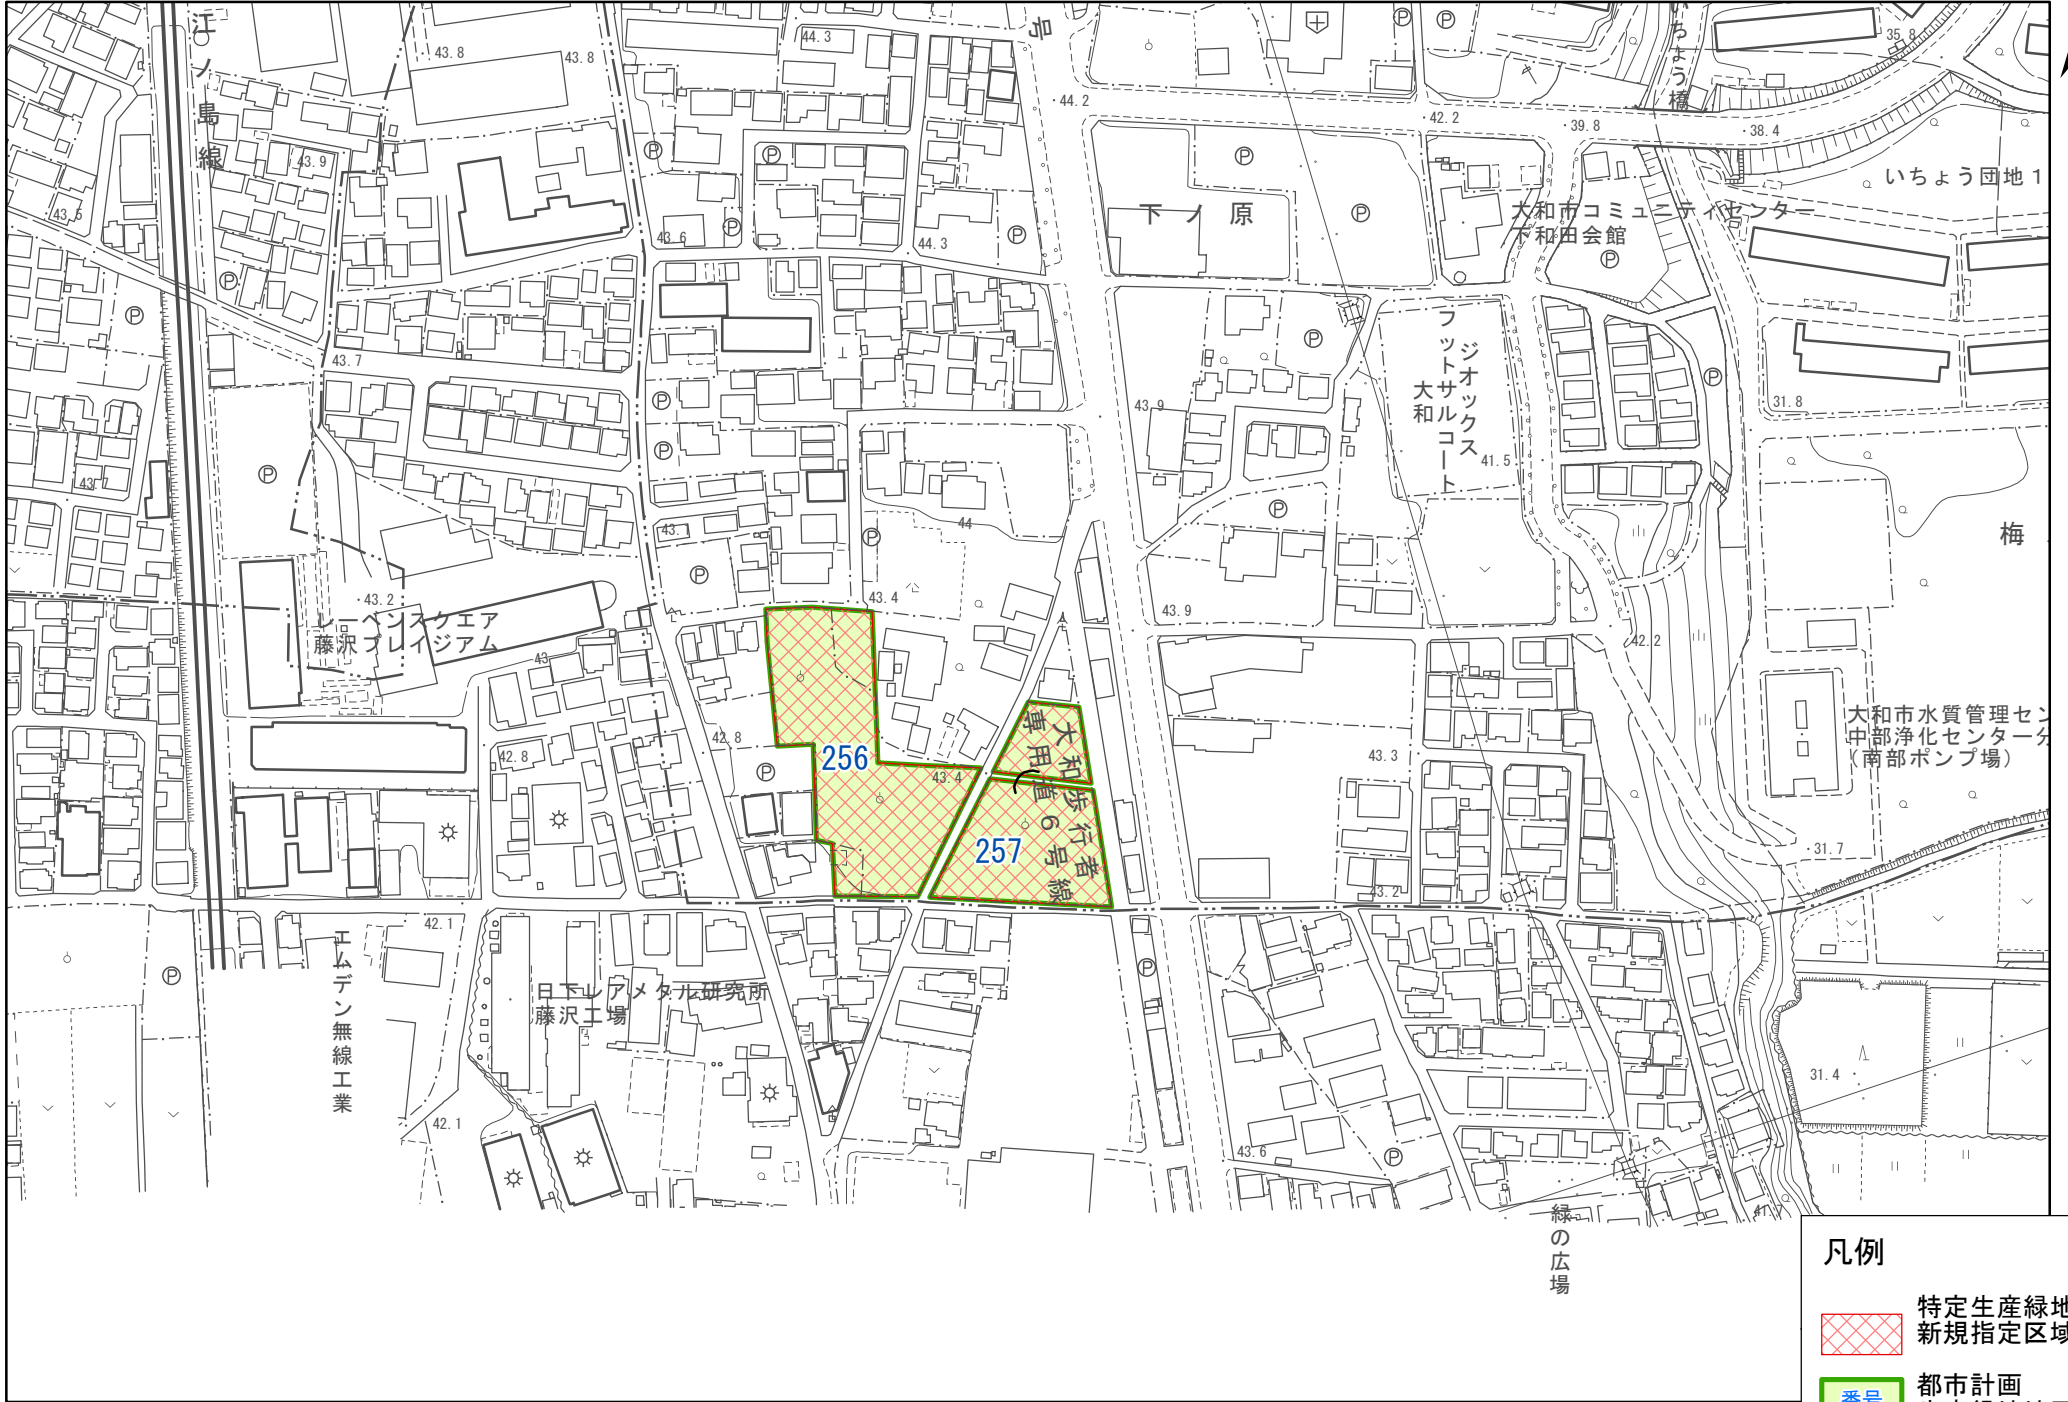 江ノ島線
号
いちょう橋
44.3
43.8
43.8
35.8
44.2
42.2
39.8
38.4
43.9
いちょう団地1
43.5
下ノ原
大和市コミュニティセンター
下和田会館
43.6
44.3
43.7
ジオックス
フットサルコート
大和
43.9
31.8
41.5
43.7
43.1
44
梅
43.2
43.4
43.9
レーベンスクエア
藤沢プレイジアム
43
42.2
大和歩行者
専用道6号線
42.8
42.8
256
43.4
43.3
大和市水質管理セン
中部浄化センター分
(南部ポンプ場)
257
31.7
43.2
42.1
エムデン無線工業
日下レアメタル研究所
藤沢工場
31.4
42.1
43.6
41.7
緑の広場
凡例
特定生産緑地
新規指定区域
番号
都市計画